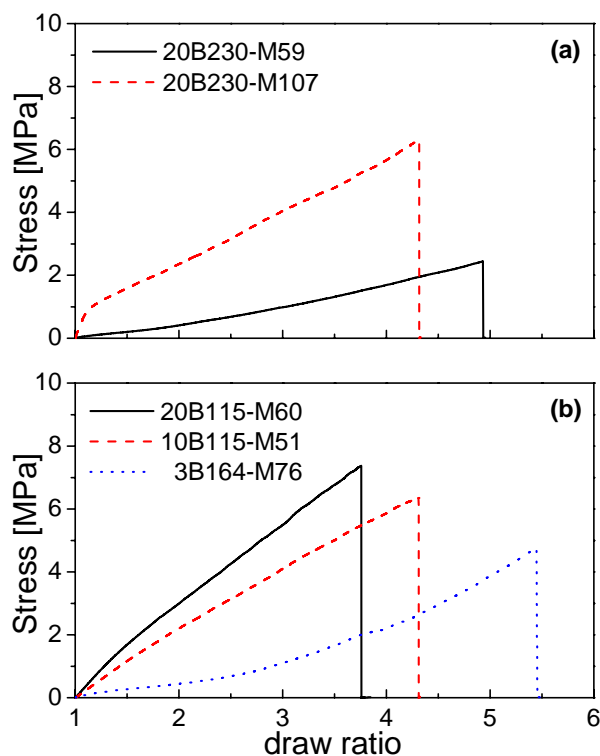 10
8
6
4
2
0
Stress [MPa]
20B230-M59
20B230-M107
(a)
10
8
6
4
2
0
Stress [MPa]
20B115-M60
10B115-M51
3B164-M76
(b)
1 2 3 4 5 6
draw ratio